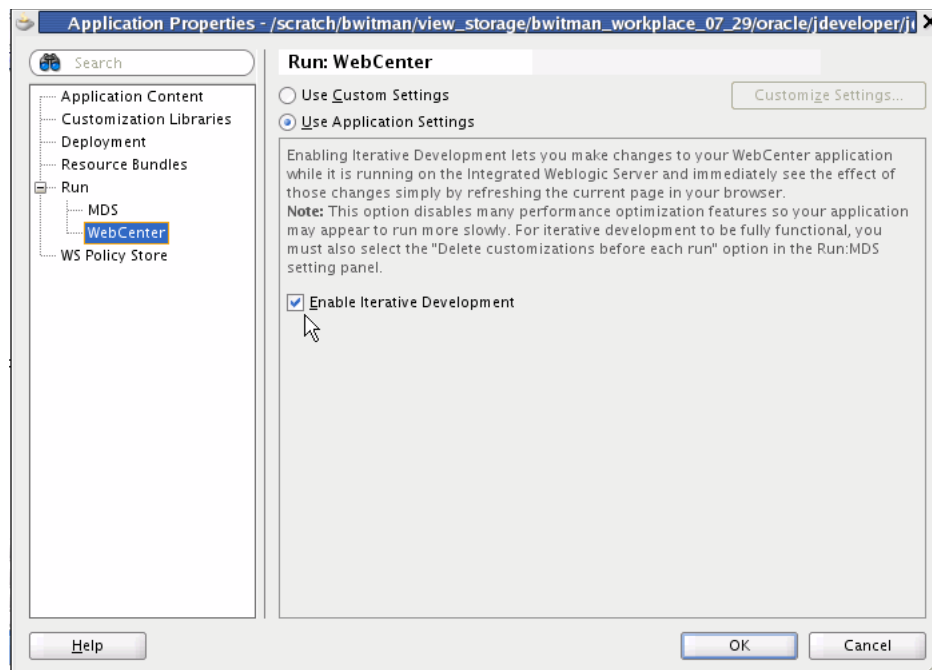 Application Properties - /scratch/bwitman/view_storage/bwitman_workplace_07_29/oracle/jdeveloper/j
Search
Application Content
Customization Libraries
Deployment
Resource Bundles
Run
MDS
WebCenter
WS Policy Store
Run: WebCenter
Use Custom Settings
Customize Settings...
Use Application Settings
Enabling Iterative Development lets you make changes to your WebCenter application
while it is running on the Integrated Weblogic Server and immediately see the effect of
those changes simply by refreshing the current page in your browser.
Note: This option disables many performance optimization features so your application
may appear to run more slowly. For iterative development to be fully functional, you
must also select the "Delete customizations before each run" option in the Run:MDS
setting panel.
Enable Iterative Development
Help
OK
Cancel